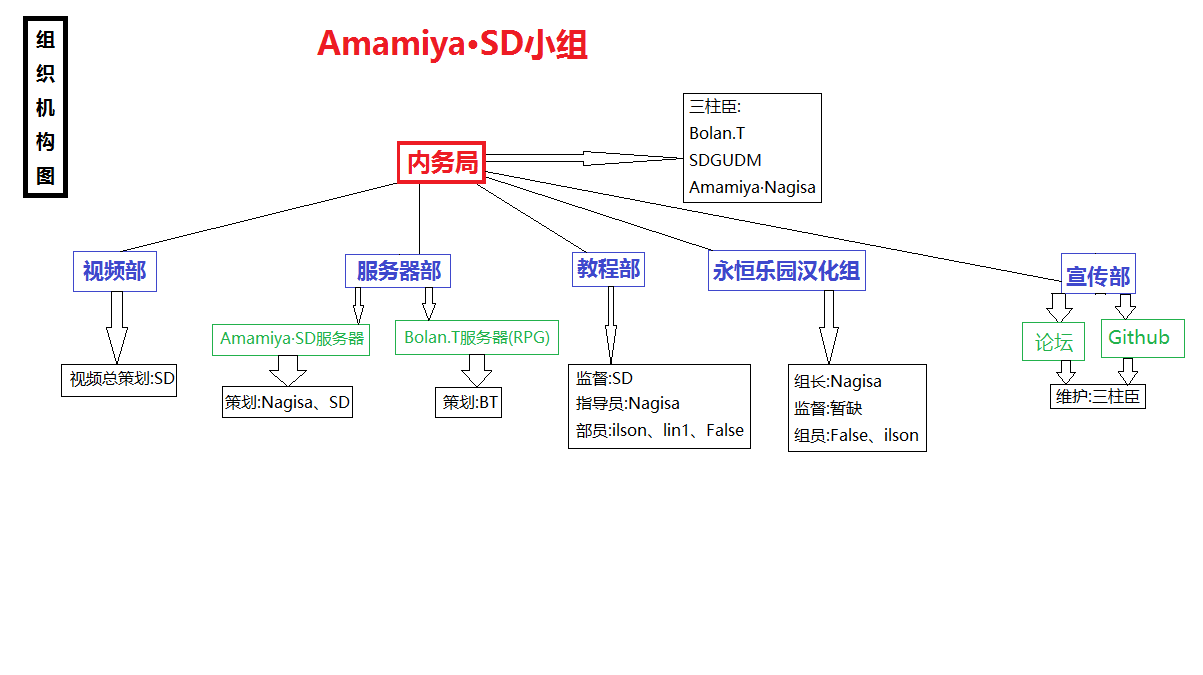 组织机构图
Amamiya·SD小组
三柱臣:
Bolan.T
SDGUDM
Amamiya·Nagisa
内务局
视频部
服务器部
教程部
永恒乐园汉化组
宣传部
Amamiya·SD服务器
Bolan.T服务器(RPG)
论坛
Github
视频总策划:SD
策划:Nagisa、SD
策划:BT
监督:SD
指导员:Nagisa
部员:ilson、lin1、False
组长:Nagisa
监督:暂缺
组员:False、ilson
维护:三柱臣